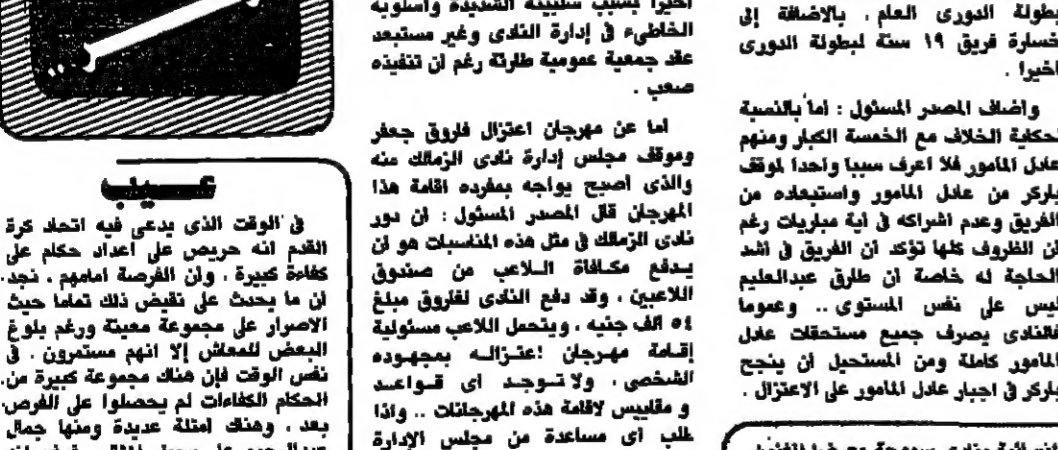 بطولة الدورى العام ، بالاضافة إلى
خسارة فريق ١٩ سنة لبطولة الدورى
اخيرا .
واضاف المصدر المسئول : أما بالنسبة
لحكاية الخلاف مع الخمسة الكبار ومنهم
عادل المأمور فلا اعرف سببا واحدا لموقف
باركر من عادل المأمور واستبعاده من
الفريق وعدم اشراكه فى أية مباريات رغم
ان الظروف كلها تؤكد أن الفريق فى اشد
الحاجة له خاصة ان طارق عبدالعليم
ليس على نفس المستوى .. وعموما
فالنادى يصرف جميع مستحقات عادل
المأمور كاملة ومن المستحيل أن ينجح
باركر فى اجبار عادل المأمور على الاعتزال .
اخيرا بسبب سلبيته الشديدة واسلوبه
الخاطىء فى إدارة النادى وغير مستبعد
عقد جمعية عمومية طارئة رغم ان تنفيذه
صعب .
اما عن مهرجان اعتزال فاروق جعفر
وموقف مجلس إدارة نادى الزمالك منه
والذى أصبح يواجه بمفرده اقامة هذا
المهرجان قال المصدر المسئول : ان دور
نادى الزمالك فى مثل هذه المناسبات هو ان
يدفع مكافأة اللاعب من صندوق
اللاعبين ، وقد دفع النادى لفاروق مبلغ
٥٤ الف جنيه ، ويتحمل اللاعب مسئولية
إقامة مهرجان اعتزاله بمجهوده
الشخصى ، ولا توجد اى قواعد
و مقاييس لاقامة هذه المهرجانات .. واذا
طلب اى مساعدة من مجلس الإدارة
عــيـب
فى الوقت الذى يدعى فيه اتحاد كرة
القدم انه حريص على اعداد حكام على
كفاءة كبيرة . وان الفرصة امامهم . نجد
ان ما يحدث على نقيض ذلك تماما حيث
الاصرار على مجموعة معينة ورغم بلوغ
البعض للمعاش إلا انهم مستمرون . فى
نفس الوقت فإن هناك مجموعة كبيرة من
الحكام الكفاءات لم يحصلوا على الفرص
بعد . وهناك امثلة عديدة ومنها جمال